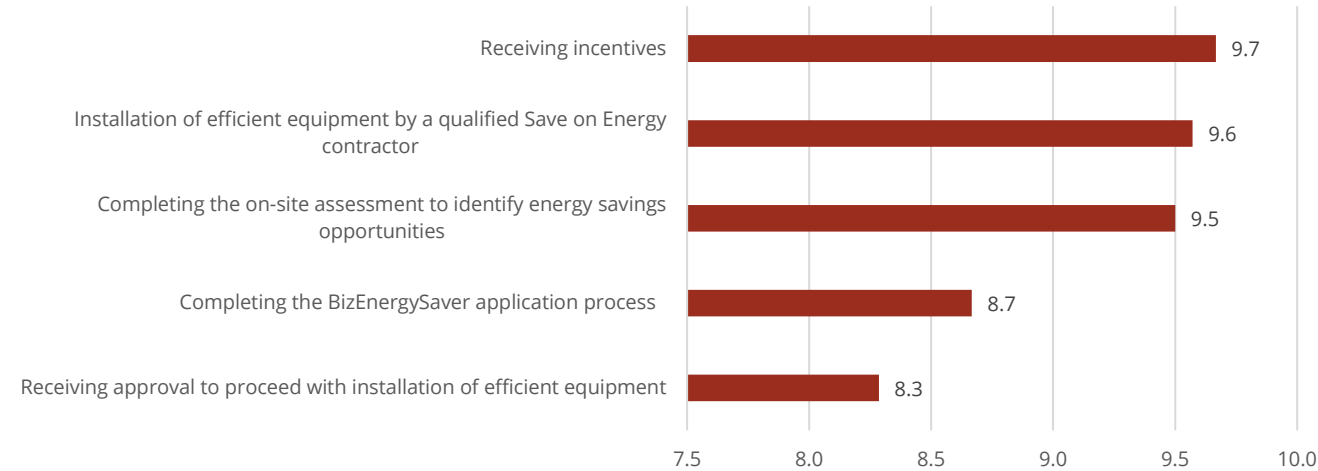 Receiving incentives
9.7
Installation of efficient equipment by a qualified Save on Energy
contractor
9.6
Completing the on-site assessment to identify energy savings
opportunities
9.5
Completing the BizEnergySaver application process
8.7
Receiving approval to proceed with installation of efficient equipment
8.3
7.5 8.0 8.5 9.0 9.5 10.0